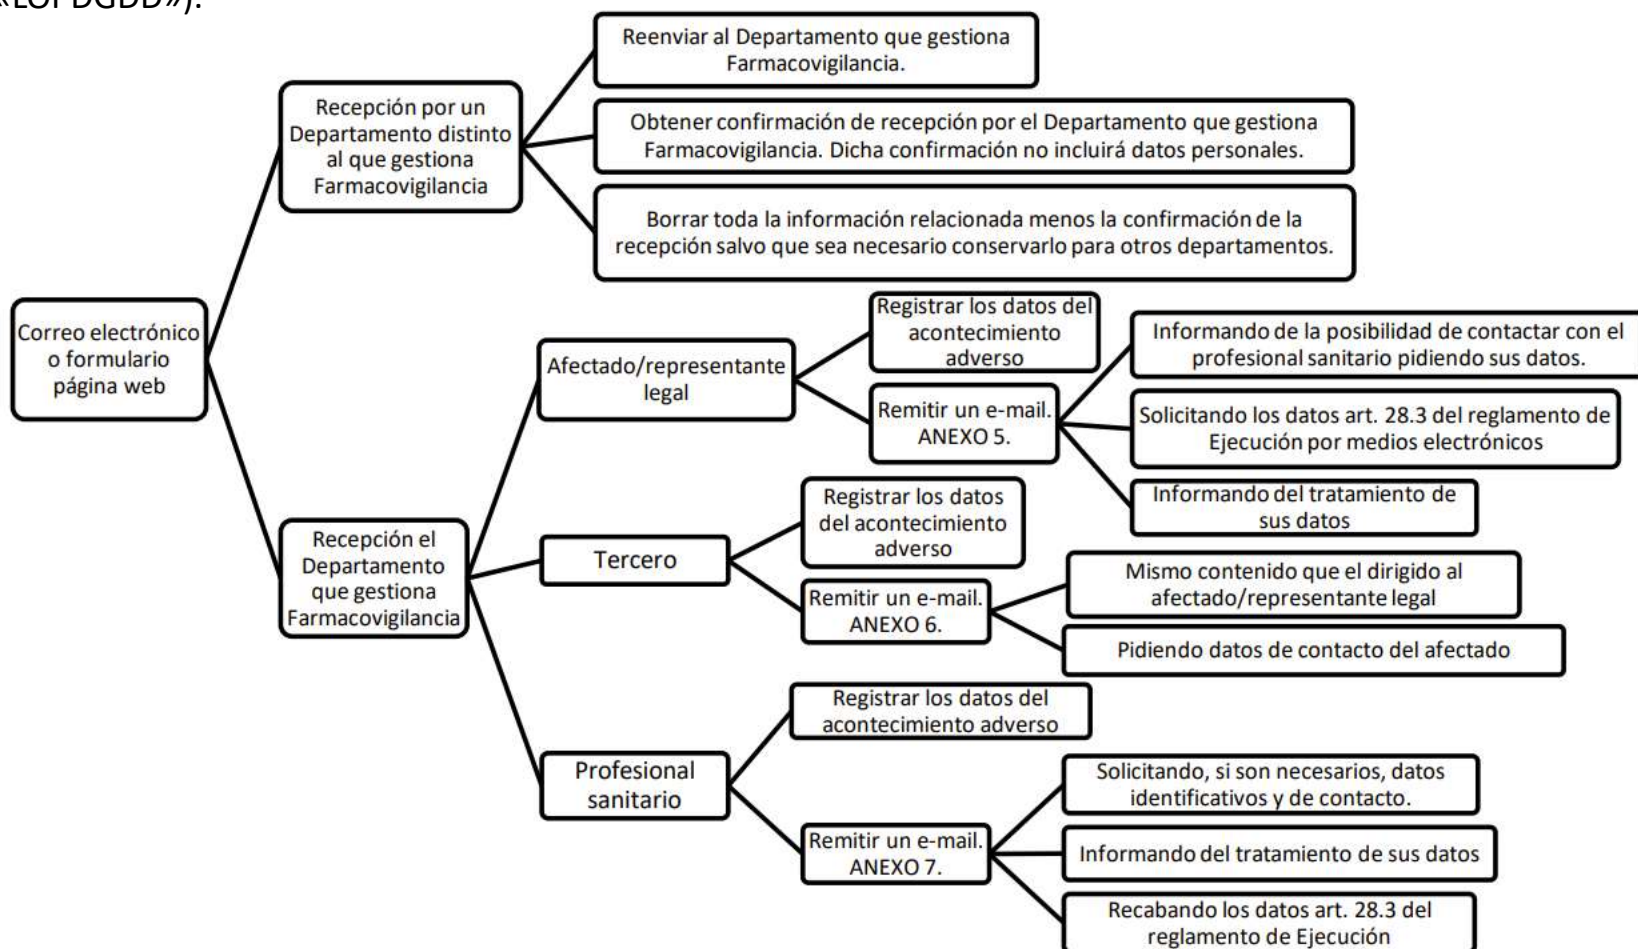 «LOPDGDD»).
Reenviar al Departamento que gestiona
Farmacovigilancia.
Recepción por un
Departamento distinto
al que gestiona
Farmacovigilancia
Obtener confirmación de recepción por el Departamento que gestiona
Farmacovigilancia. Dicha confirmación no incluirá datos personales.
Borrar toda la información relacionada menos la confirmación de la
recepción salvo que sea necesario conservarlo para otros departamentos.
Correo electrónico
o formulario
página web
Recepción el
Departamento
que gestiona
Farmacovigilancia
Afectado/representante
legal
Registrar los datos del
acontecimiento
adverso
Remitir un e-mail.
ANEXO 5.
Informando de la posibilidad de contactar con el
profesional sanitario pidiendo sus datos.
Solicitando los datos art. 28.3 del reglamento de
Ejecución por medios electrónicos
Informando del tratamiento de
sus datos
Tercero
Registrar los datos
del acontecimiento
adverso
Remitir un e-mail.
ANEXO 6.
Mismo contenido que el dirigido al
afectado/representante legal
Pidiendo datos de contacto del afectado
Profesional
sanitario
Registrar los datos del
acontecimiento adverso
Remitir un e-mail.
ANEXO 7.
Solicitando, si son necesarios, datos
identificativos y de contacto.
Informando del tratamiento de sus datos
Recabando los datos art. 28.3 del
reglamento de Ejecución